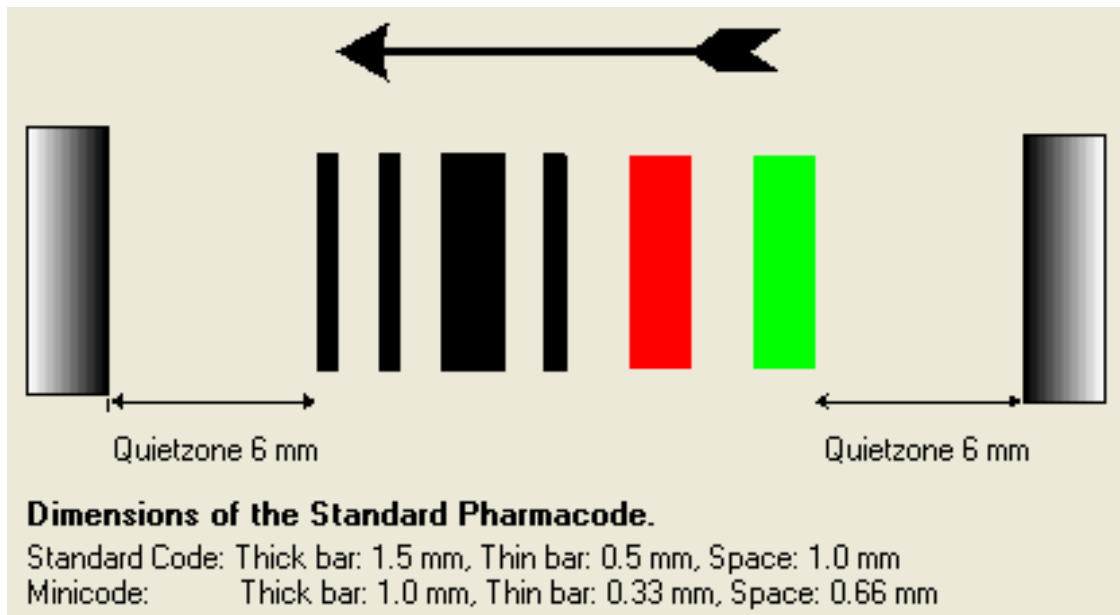 Quietzone 6 mm Quietzone 6 mm
Dimensions of the Standard Pharmacode.
Standard Code: Thick bar: 1.5 mm, Thin bar: 0.5 mm, Space: 1.0 mm
Minicode: Thick bar: 1.0 mm, Thin bar: 0.33 mm, Space: 0.66 mm